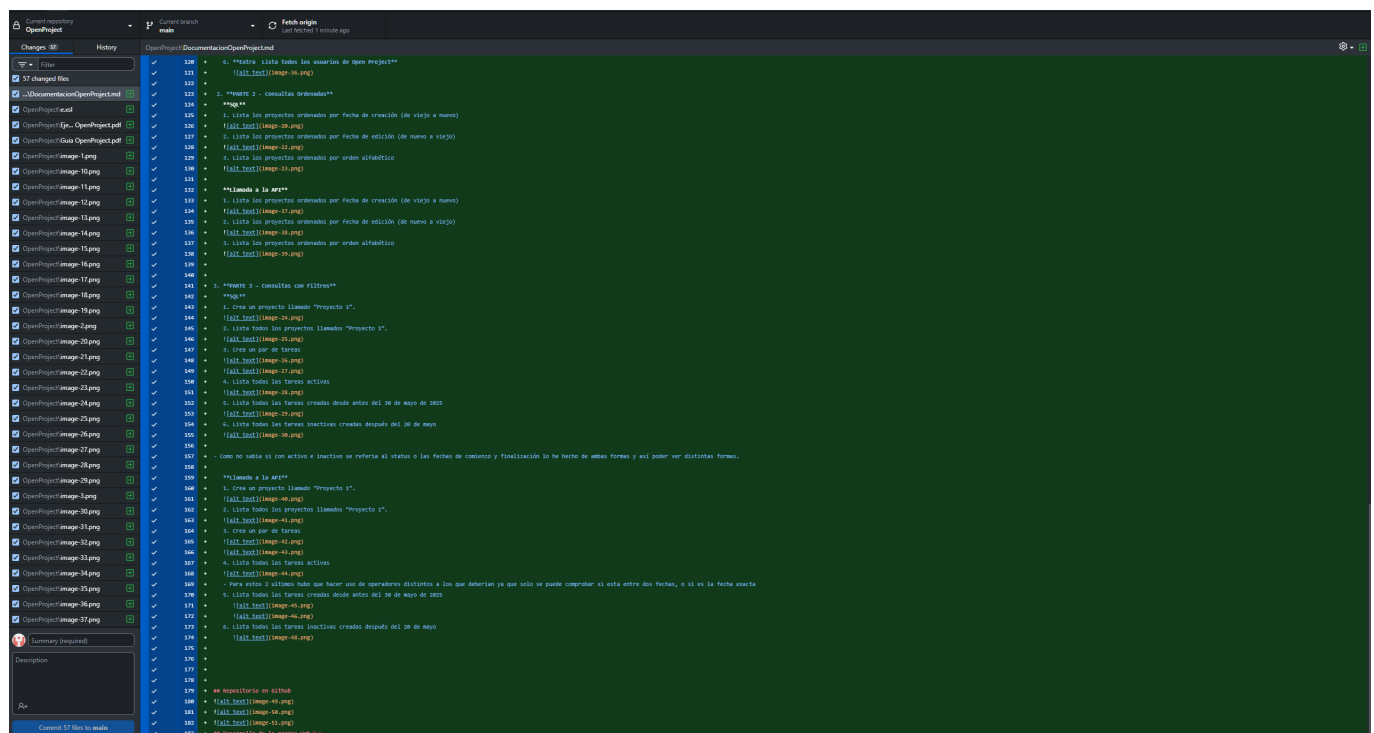 Current repository
OpenProject
Current branch
main
Fetch origin
Last fetched 1 minute ago
Changes 57
History
OpenProject\DocumentacionOpenProject.md
Filter
57 changed files
...\DocumentacionOpenProject.md
OpenProject\e.xsl
OpenProject\Eje... OpenProject.pdf
OpenProject\Guia OpenProject.pdf
OpenProject\image-1.png
OpenProject\image-10.png
OpenProject\image-11.png
OpenProject\image-12.png
OpenProject\image-13.png
OpenProject\image-14.png
OpenProject\image-15.png
OpenProject\image-16.png
OpenProject\image-17.png
OpenProject\image-18.png
OpenProject\image-19.png
OpenProject\image-2.png
OpenProject\image-20.png
OpenProject\image-21.png
OpenProject\image-22.png
OpenProject\image-23.png
OpenProject\image-24.png
OpenProject\image-25.png
OpenProject\image-26.png
OpenProject\image-27.png
OpenProject\image-28.png
OpenProject\image-29.png
OpenProject\image-3.png
OpenProject\image-30.png
OpenProject\image-31.png
OpenProject\image-32.png
OpenProject\image-33.png
OpenProject\image-34.png
OpenProject\image-35.png
OpenProject\image-36.png
OpenProject\image-37.png
Summary (required)
Description
Commit 57 files to main
120 + 6. **Extra Lista todos los usuarios de Open Project**
121 + ![alt text](image-36.png)
122 +
123 + 2. **PARTE 2 – Consultas Ordenadas**
124 + **SQL**
125 + 1. Lista los proyectos ordenados por fecha de creación (de viejo a nuevo)
126 + ![alt text](image-20.png)
127 + 2. Lista los proyectos ordenados por fecha de edición (de nuevo a viejo)
128 + ![alt text](image-22.png)
129 + 3. Lista los proyectos ordenados por orden alfabético
130 + ![alt text](image-23.png)
131 +
132 + **Llamada a la API**
133 + 1. Lista los proyectos ordenados por fecha de creación (de viejo a nuevo)
134 + ![alt text](image-37.png)
135 + 2. Lista los proyectos ordenados por fecha de edición (de nuevo a viejo)
136 + ![alt text](image-38.png)
137 + 3. Lista los proyectos ordenados por orden alfabético
138 + ![alt text](image-39.png)
139 +
140 +
141 + 3. **PARTE 3 – Consultas con Filtros**
142 + **SQL**
143 + 1. Crea un proyecto llamado "Proyecto 1".
144 + ![alt text](image-24.png)
145 + 2. Lista todos los proyectos llamados "Proyecto 1".
146 + ![alt text](image-25.png)
147 + 3. Crea un par de tareas
148 + ![alt text](image-26.png)
149 + ![alt text](image-27.png)
150 + 4. Lista todas las tareas activas
151 + ![alt text](image-28.png)
152 + 5. Lista todas las tareas creadas desde antes del 30 de mayo de 2025
153 + ![alt text](image-29.png)
154 + 6. Lista todas las tareas inactivas creadas después del 20 de mayo
155 + ![alt text](image-30.png)
156 +
157 + - Como no sabia si con activo e inactivo se referia al status o las fechas de comienzo y finalización lo he hecho de ambas formas y así poder ver distintas formas.
158 +
159 + **Llamada a la API**
160 + 1. Crea un proyecto llamado "Proyecto 1".
161 + ![alt text](image-40.png)
162 + 2. Lista todos los proyectos llamados "Proyecto 1".
163 + ![alt text](image-41.png)
164 + 3. Crea un par de tareas
165 + ![alt text](image-42.png)
166 + ![alt text](image-43.png)
167 + 4. Lista todas las tareas activas
168 + ![alt text](image-44.png)
169 + - Para estos 2 ultimos hubo que hacer uso de operadores distintos a los que deberian ya que solo se puede comprobar si esta entre dos fechas, o si es la fecha exacta
170 + 5. Lista todas las tareas creadas desde antes del 30 de mayo de 2025
171 + ![alt text](image-45.png)
172 + ![alt text](image-46.png)
173 + 6. Lista todas las tareas inactivas creadas después del 20 de mayo
174 + ![alt text](image-48.png)
175 +
176 +
177 +
178 +
179 + ## Repositorio en Github
180 + ![alt text](image-49.png)
181 + ![alt text](image-50.png)
182 + ![alt text](image-51.png)